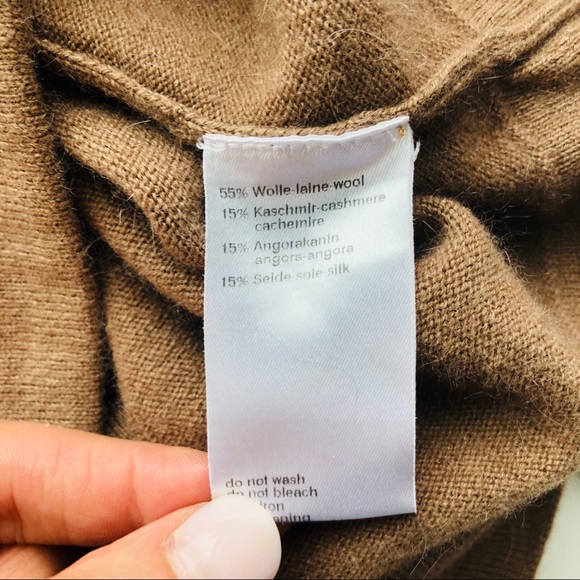 55% Wolle-laine-wool
15% Kaschmir-cashmere
cachemire
15% Angorakanin
angora-angora
15% Seide-soie-silk
do not wash
do not bleach
iron